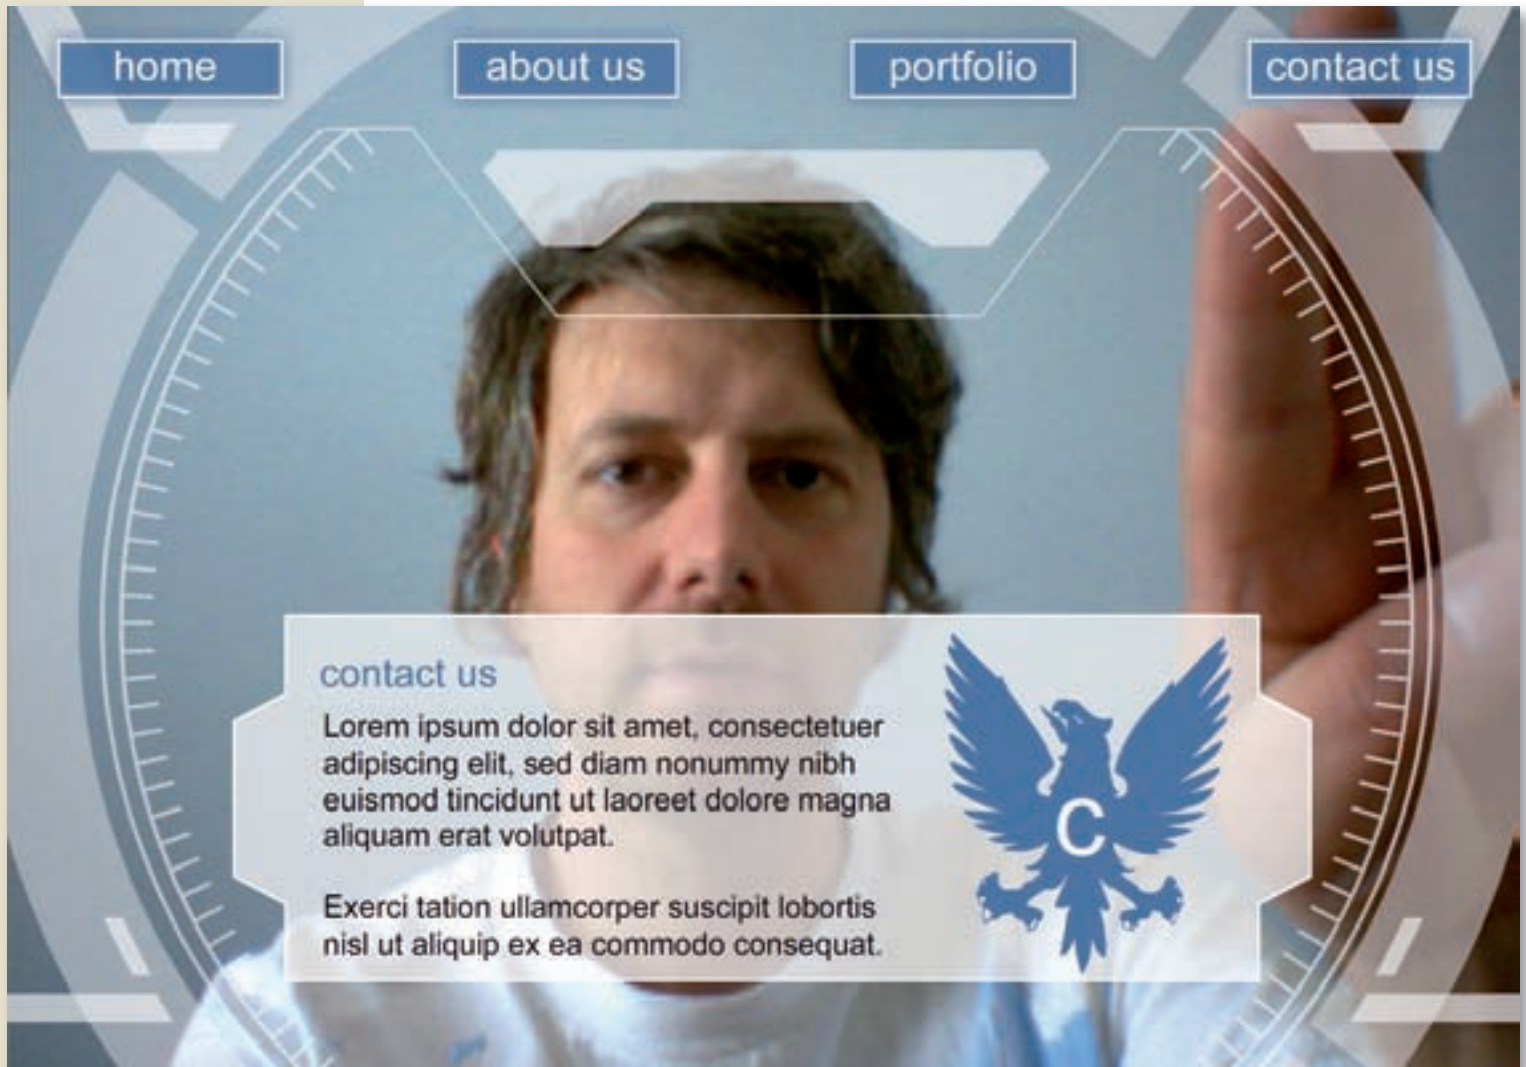 home
about us
portfolio
contact us
contact us
Lorem ipsum dolor sit amet, consectetuer
adipiscing elit, sed diam nonummy nibh
euismod tincidunt ut laoreet dolore magna
aliquam erat volutpat.
Exerci tation ullamcorper suscipit lobortis
nisl ut aliquip ex ea commodo consequat.
C